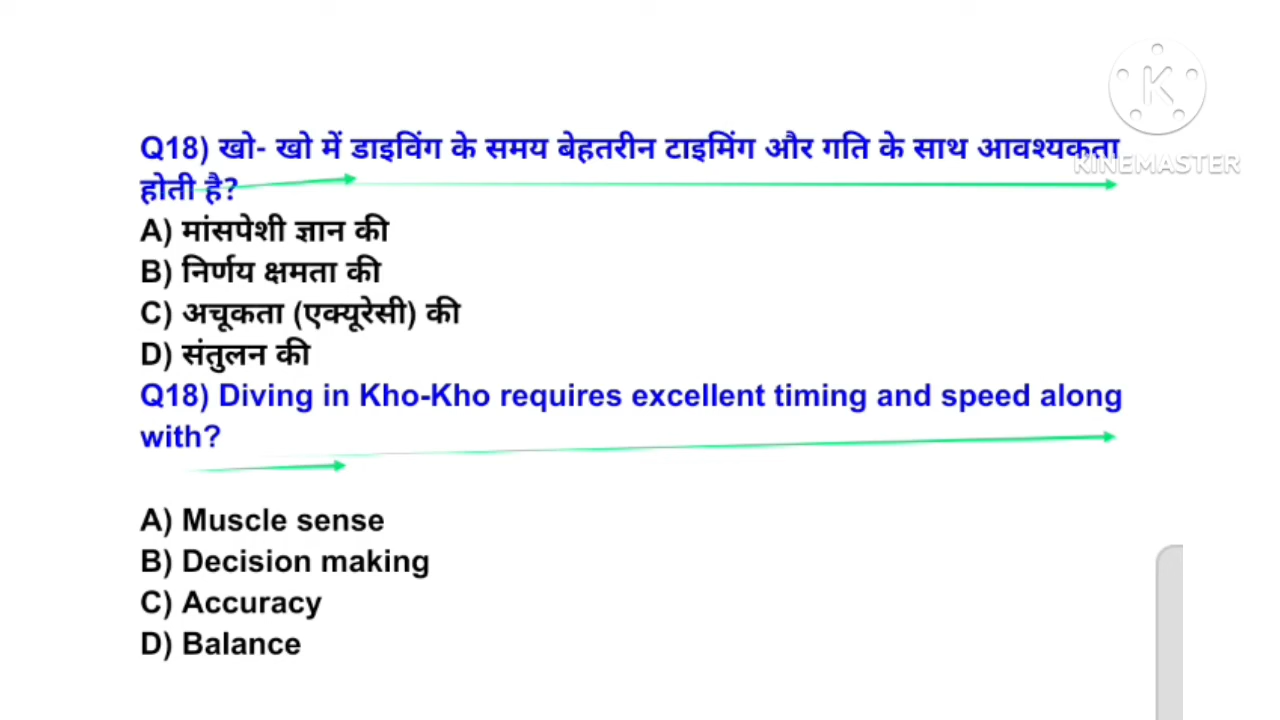 Q18) खो- खो में डाइविंग के समय बेहतरीन टाइमिंग और गति के साथ आवश्यकता
होती है?
A) मांसपेशी ज्ञान की
B) निर्णय क्षमता की
C) अचूकता (एक्यूरेसी) की
D) संतुलन की
Q18) Diving in Kho-Kho requires excellent timing and speed along
with?
A) Muscle sense
B) Decision making
C) Accuracy
D) Balance
K
KINEMASTER